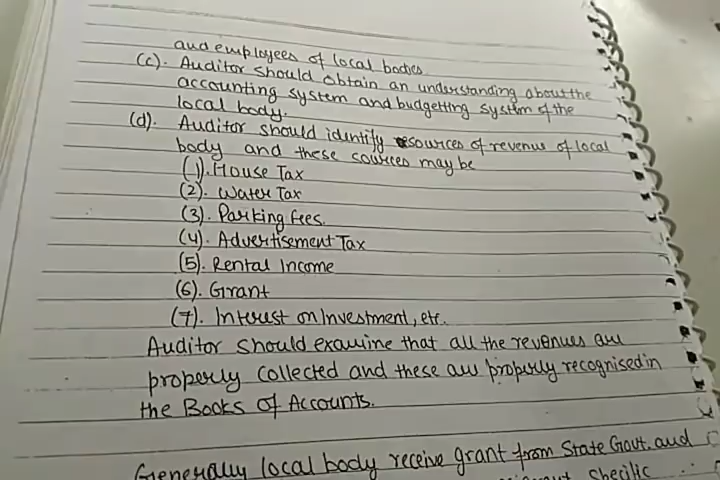 and employees of local bodies
(c). Auditor should obtain an understanding about the
accounting system and budgetting system of the
local body.
(d). Auditor should identify sources of revenue of local
body and these sources may be
(1). House Tax
(2). Water Tax
(3). Parking fees.
(4). Advertisement Tax
(5). Rental Income
(6). Grant
(7). Interest on Investment, etc.
Auditor should examine that all the revenues are
properly collected and these are properly recognised in
the Books of Accounts.
Generally local body receive grant from State Govt. and
specific